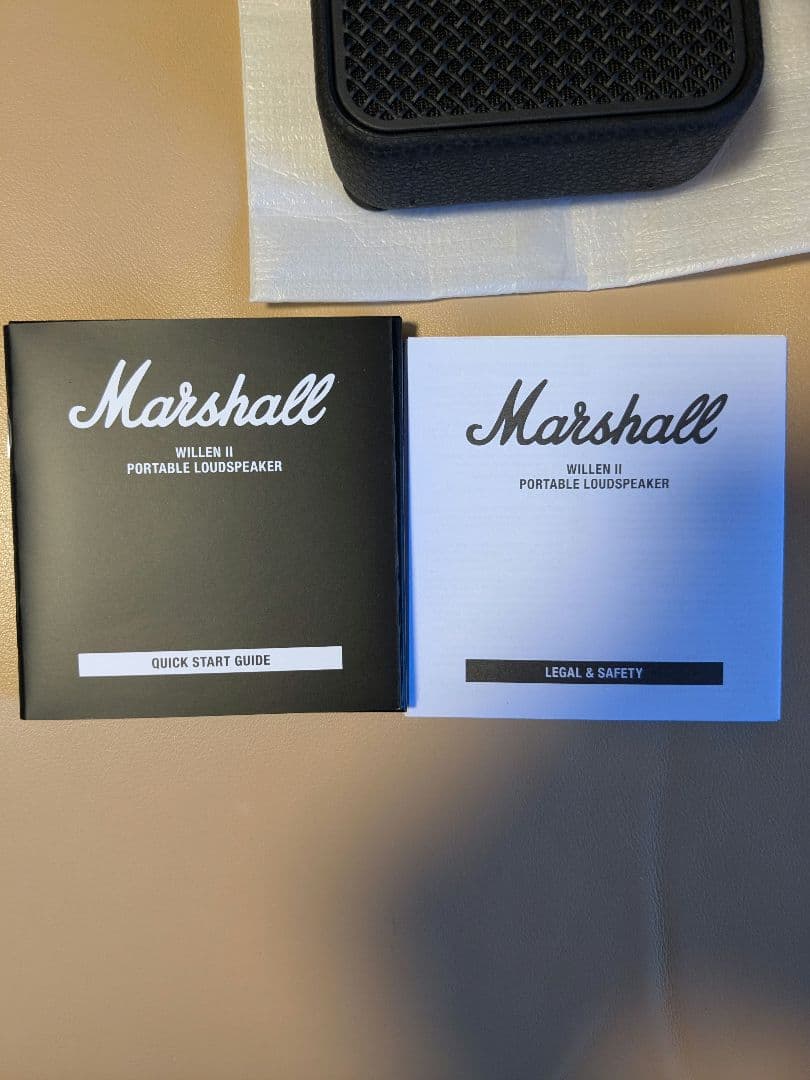 Marshall
WILLEN II
PORTABLE LOUDSPEAKER
QUICK START GUIDE
Marshall
WILLEN II
PORTABLE LOUDSPEAKER
LEGAL & SAFETY